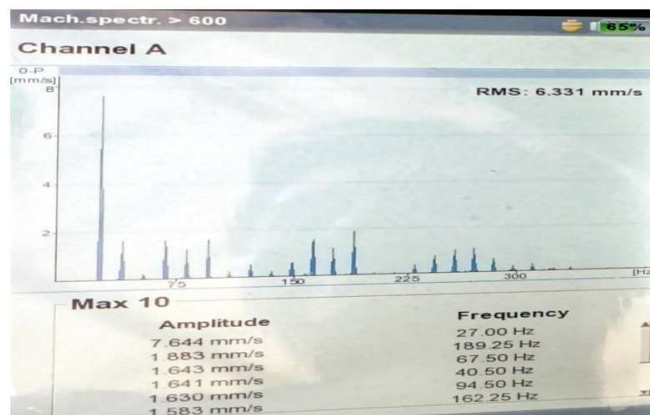 Mach.spectr. > 600
65%
Channel A
0-P
[mm/s]
8
RMS: 6.331 mm/s
6
4
2
75 150 225 300 [Hz
Max 10
Amplitude Frequency
7.644 mm/s 27.00 Hz
1.883 mm/s 189.25 Hz
1.643 mm/s 67.50 Hz
1.641 mm/s 40.50 Hz
1.630 mm/s 94.50 Hz
1.583 mm/s 162.25 Hz